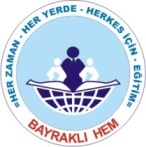 =HER ZAMAN - HER YERDE - HERKES İÇİN - EĞİTİM=
BAYRAKLI HEM